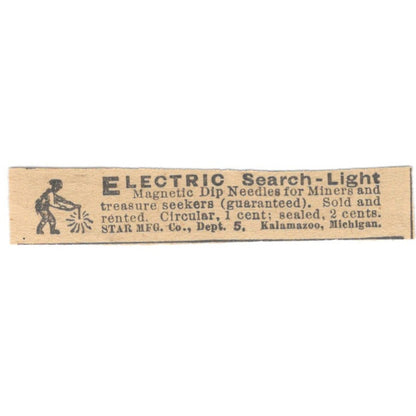 ELECTRIC Search-Light
Magnetic Dip Needles for Miners and
treasure seekers (guaranteed). Sold and
rented. Circular, 1 cent; sealed, 2 cents.
STAR MFG. Co., Dept. 5. Kalamazoo, Michigan.